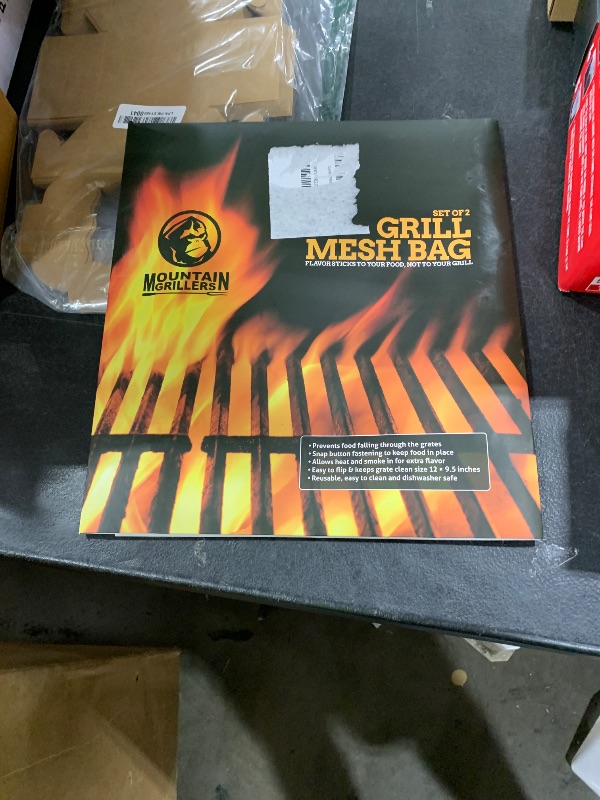 SET OF 2
GRILL
MESH BAG
FLAVOR STICKS TO YOUR FOOD, NOT TO YOUR GRILL
MOUNTAIN
GRILLERS
• Prevents food falling through the grates
• Snap button fastening to keep food in place
• Allows heat and smoke in for extra flavor
• Easy to flip & keeps grate clean size 12 × 9.5 inches
• Reusable, easy to clean and dishwasher safe